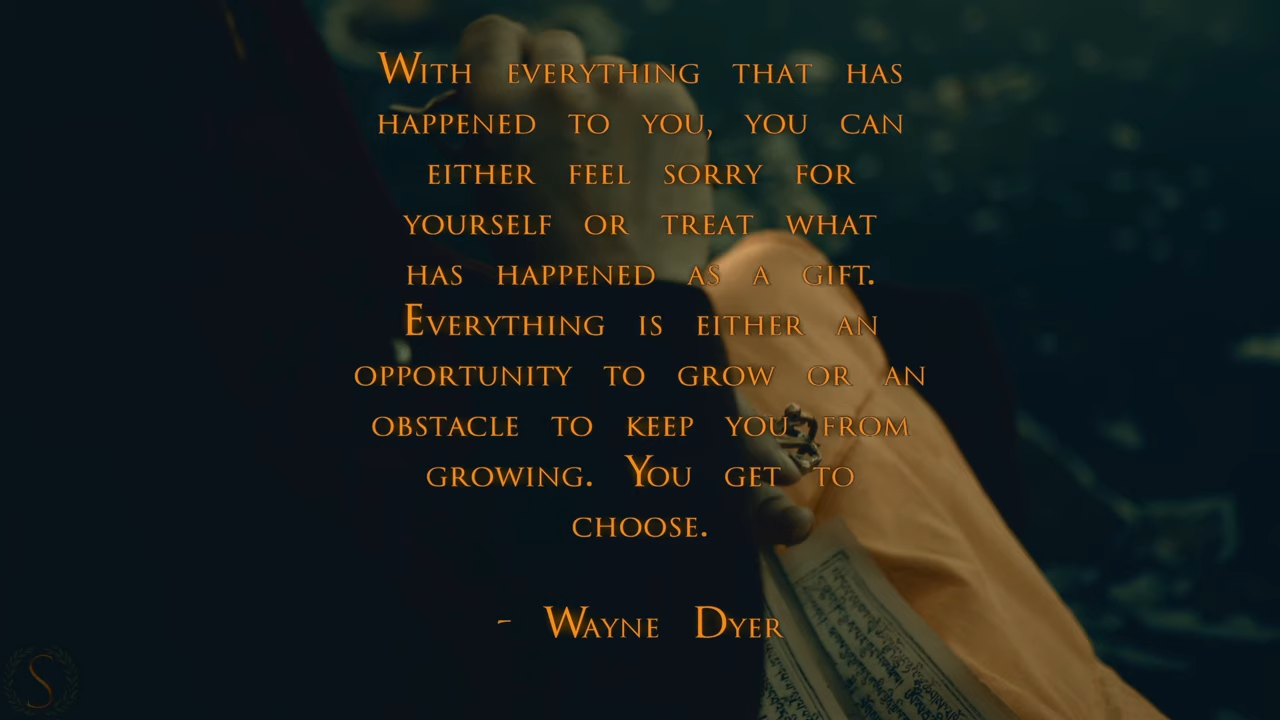 With everything that has
happened to you, you can
either feel sorry for
yourself or treat what
has happened as a gift.
Everything is either an
opportunity to grow or an
obstacle to keep you from
growing. You get to
choose.
- Wayne Dyer
S